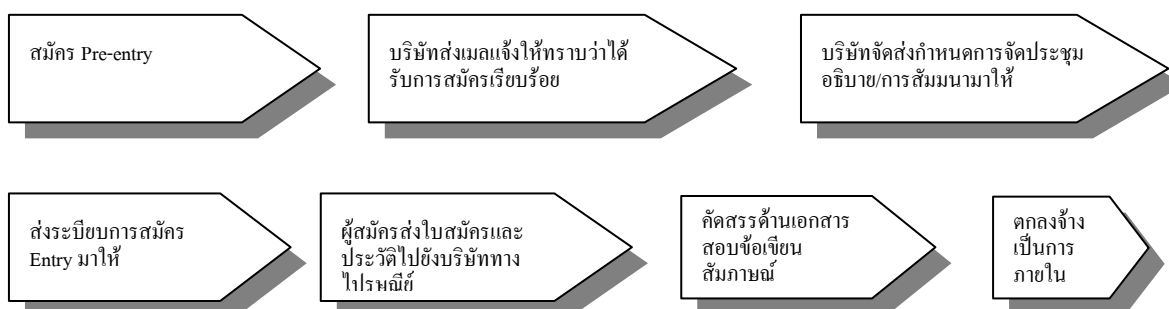 สมัคร Pre-entry
บริษัทส่งเมลแจ้งให้ทราบว่าได้
รับการสมัครเรียบร้อย
บริษัทจัดส่งกำหนดการจัดประชุม
อธิบาย/การสัมมนามาให้
ส่งระบียบการสมัคร
Entry มาให้
ผู้สมัครส่งใบสมัครและ
ประวัติไปยังบริษัททาง
ไปรษณีย์
คัดสรรด้านเอกสาร
สอบข้อเขียน
สัมภาษณ์
ตกลงจ้าง
เป็นการ
ภายใน